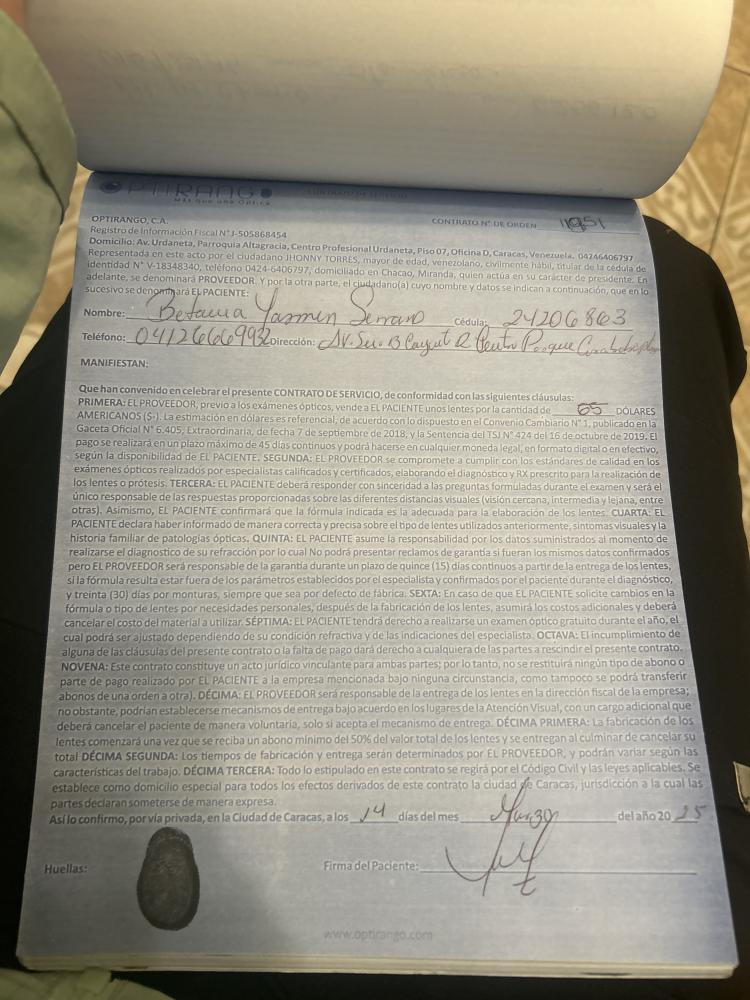 OPTIRANGO
Más que una Óptica
CONTRATO DE SERVICIO
OPTIRANGO, C.A.
CONTRATO N° DE ORDEN
Registro de Información Fiscal N° J-505868454
Domicilio: Av. Urdaneta, Parroquia Altagracia, Centro Profesional Urdaneta, Piso 07, Oficina D, Caracas, Venezuela. 04246406797
Representada en este acto por el ciudadano JHONNY TORRES, mayor de edad, venezolano, civilmente hábil, titular de la cédula de
identidad N° V-18348340, teléfono 0424-6406797, domiciliado en Chacao, Miranda, quien actúa en su carácter de presidente. En
adelante, se denominará PROVEEDOR. Y por la otra parte, el ciudadano(a) cuyo nombre y datos se indican a continuación, que en lo
sucesivo se denominará EL PACIENTE:
Nombre: Betania Yasmin Serrano Cédula: 24206863
Teléfono: 04126669932 Dirección: Av. Sur 13 Parque
MANIFIESTAN:
Que han convenido en celebrar el presente CONTRATO DE SERVICIO, de conformidad con las siguientes cláusulas:
PRIMERA: EL PROVEEDOR, previo a los exámenes ópticos, vende a EL PACIENTE unos lentes por la cantidad de 65 DÓLARES
AMERICANOS ($-). La estimación en dólares es referencial, de acuerdo con lo dispuesto en el Convenio Cambiario N° 1, publicado en la
Gaceta Oficial N° 6.405, Extraordinaria, de fecha 7 de septiembre de 2018; y la Sentencia del TSJ N° 424 del 16 de octubre de 2019. El
pago se realizará en un plazo máximo de 45 días continuos y podrá hacerse en cualquier moneda legal, en formato digital o en efectivo,
según la disponibilidad de EL PACIENTE. SEGUNDA: EL PROVEEDOR se compromete a cumplir con los estándares de calidad en los
exámenes ópticos realizados por especialistas calificados y certificados, elaborando el diagnóstico y RX prescrito para la realización de
los lentes o prótesis. TERCERA: EL PACIENTE deberá responder con sinceridad a las preguntas formuladas durante el examen y será el
único responsable de las respuestas proporcionadas sobre las diferentes distancias visuales (visión cercana, intermedia y lejana, entre
otras). Asimismo, EL PACIENTE confirmará que la fórmula indicada es la adecuada para la elaboración de los lentes. CUARTA: EL
PACIENTE declara haber informado de manera correcta y precisa sobre el tipo de lentes utilizados anteriormente, síntomas visuales y la
historia familiar de patologías ópticas. QUINTA: EL PACIENTE asume la responsabilidad por los datos suministrados al momento de
realizarse el diagnostico de su refracción por lo cual No podrá presentar reclamos de garantía si fueran los mismos datos confirmados
pero EL PROVEEDOR será responsable de la garantía durante un plazo de quince (15) días continuos a partir de la entrega de los lentes,
si la fórmula resulta estar fuera de los parámetros establecidos por el especialista y confirmados por el paciente durante el diagnóstico,
y treinta (30) días por monturas, siempre que sea por defecto de fábrica. SEXTA: En caso de que EL PACIENTE solicite cambios en la
fórmula o tipo de lentes por necesidades personales, después de la fabricación de los lentes, asumirá los costos adicionales y deberá
cancelar el costo del material a utilizar. SÉPTIMA: EL PACIENTE tendrá derecho a realizarse un examen óptico gratuito durante el año, el
cual podrá ser ajustado dependiendo de su condición refractiva y de las indicaciones del especialista. OCTAVA: El incumplimiento de
alguna de las cláusulas del presente contrato o la falta de pago dará derecho a cualquiera de las partes a rescindir el presente contrato.
NOVENA: Este contrato constituye un acto jurídico vinculante para ambas partes; por lo tanto, no se restituirá ningún tipo de abono o
parte de pago realizado por EL PACIENTE a la empresa mencionada bajo ninguna circunstancia, como tampoco se podrá transferir
abonos de una orden a otra). DÉCIMA: EL PROVEEDOR será responsable de la entrega de los lentes en la dirección fiscal de la empresa;
no obstante, podrían establecerse mecanismos de entrega bajo acuerdo en los lugares de la Atención Visual, con un cargo adicional que
deberá cancelar el paciente de manera voluntaria, solo si acepta el mecanismo de entrega. DÉCIMA PRIMERA: La fabricación de los
lentes comenzará una vez que se reciba un abono mínimo del 50% del valor total de los lentes y se entregan al culminar de cancelar su
total DÉCIMA SEGUNDA: Los tiempos de fabricación y entrega serán determinados por EL PROVEEDOR, y podrán variar según las
características del trabajo. DÉCIMA TERCERA: Todo lo estipulado en este contrato se regirá por el Código Civil y las leyes aplicables. Se
establece como domicilio especial para todos los efectos derivados de este contrato la ciudad de Caracas, jurisdicción a la cual las
partes declaran someterse de manera expresa.
Así lo confirmo, por vía privada, en la Ciudad de Caracas, a los 14 días del mes Marzo del año 2025
Huellas:
Firma del Paciente:
www.optirango.com